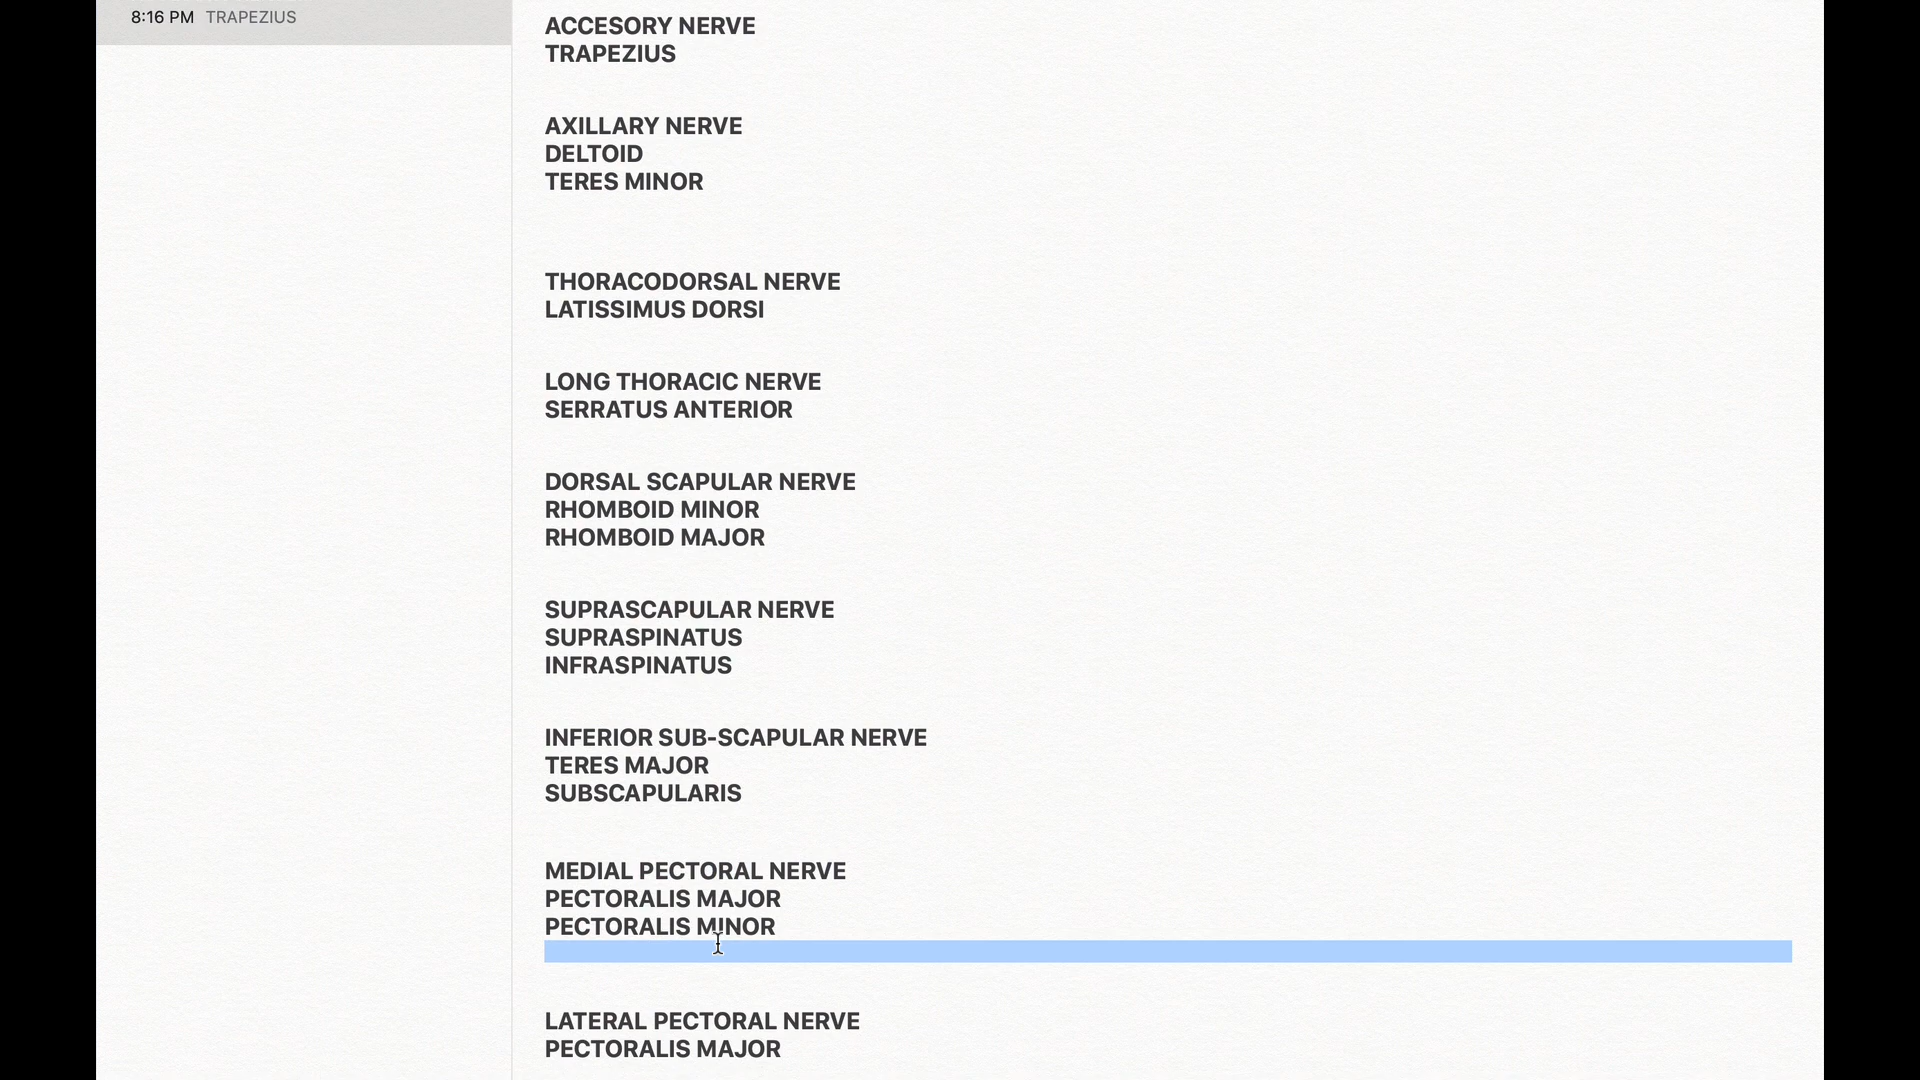 8:16 PM TRAPEZIUS
ACCESORY NERVE
TRAPEZIUS
AXILLARY NERVE
DELTOID
TERES MINOR
THORACODORSAL NERVE
LATISSIMUS DORSI
LONG THORACIC NERVE
SERRATUS ANTERIOR
DORSAL SCAPULAR NERVE
RHOMBOID MINOR
RHOMBOID MAJOR
SUPRASCAPULAR NERVE
SUPRASPINATUS
INFRASPINATUS
INFERIOR SUB-SCAPULAR NERVE
TERES MAJOR
SUBSCAPULARIS
MEDIAL PECTORAL NERVE
PECTORALIS MAJOR
PECTORALIS MINOR
LATERAL PECTORAL NERVE
PECTORALIS MAJOR